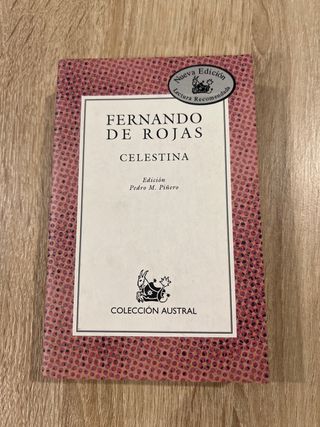 Nueva Edición
Lectura Recomendada
FERNANDO
DE ROJAS
CELESTINA
Edición
Pedro M. Piñero
COLECCIÓN AUSTRAL